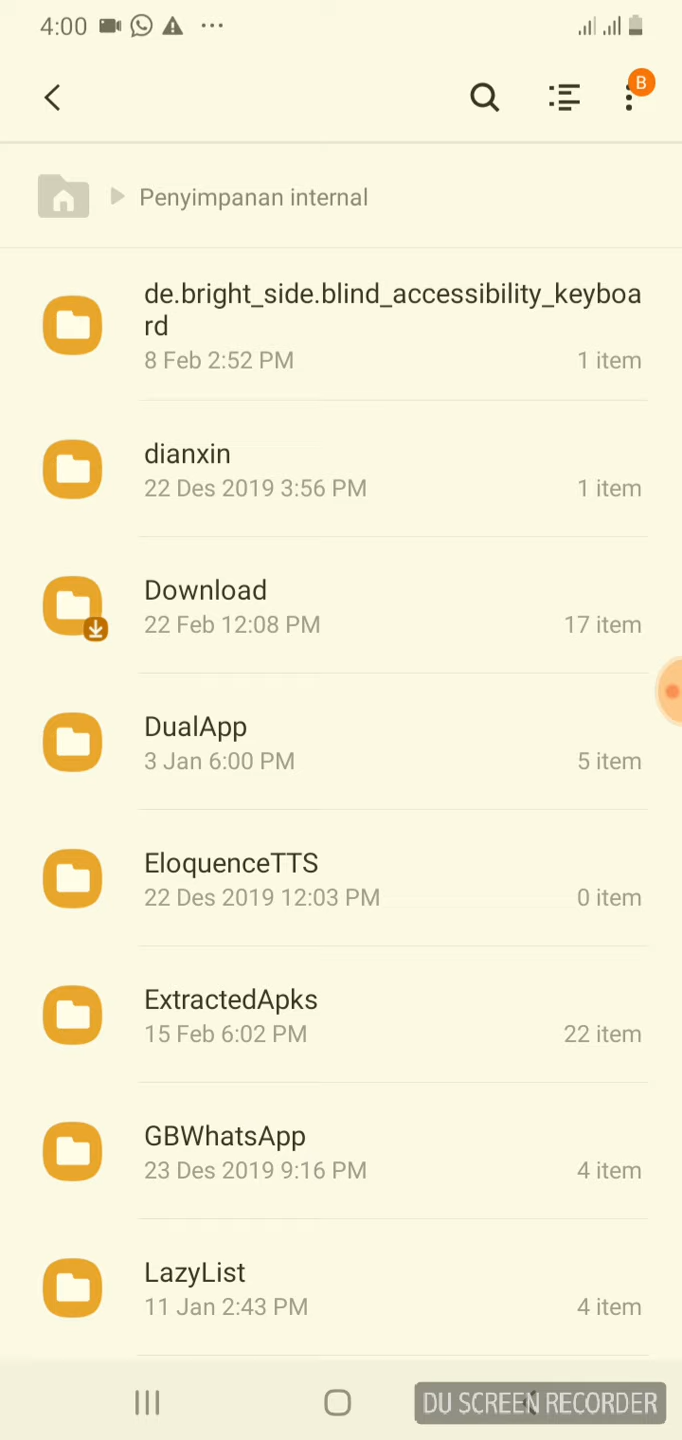 4:00
B
Penyimpanan internal
de.bright_side.blind_accessibility_keyboa
rd
8 Feb 2:52 PM 1 item
dianxin
22 Des 2019 3:56 PM 1 item
Download
22 Feb 12:08 PM 17 item
DualApp
3 Jan 6:00 PM 5 item
EloquenceTTS
22 Des 2019 12:03 PM 0 item
ExtractedApks
15 Feb 6:02 PM 22 item
GBWhatsApp
23 Des 2019 9:16 PM 4 item
LazyList
11 Jan 2:43 PM 4 item
DU SCREEN RECORDER